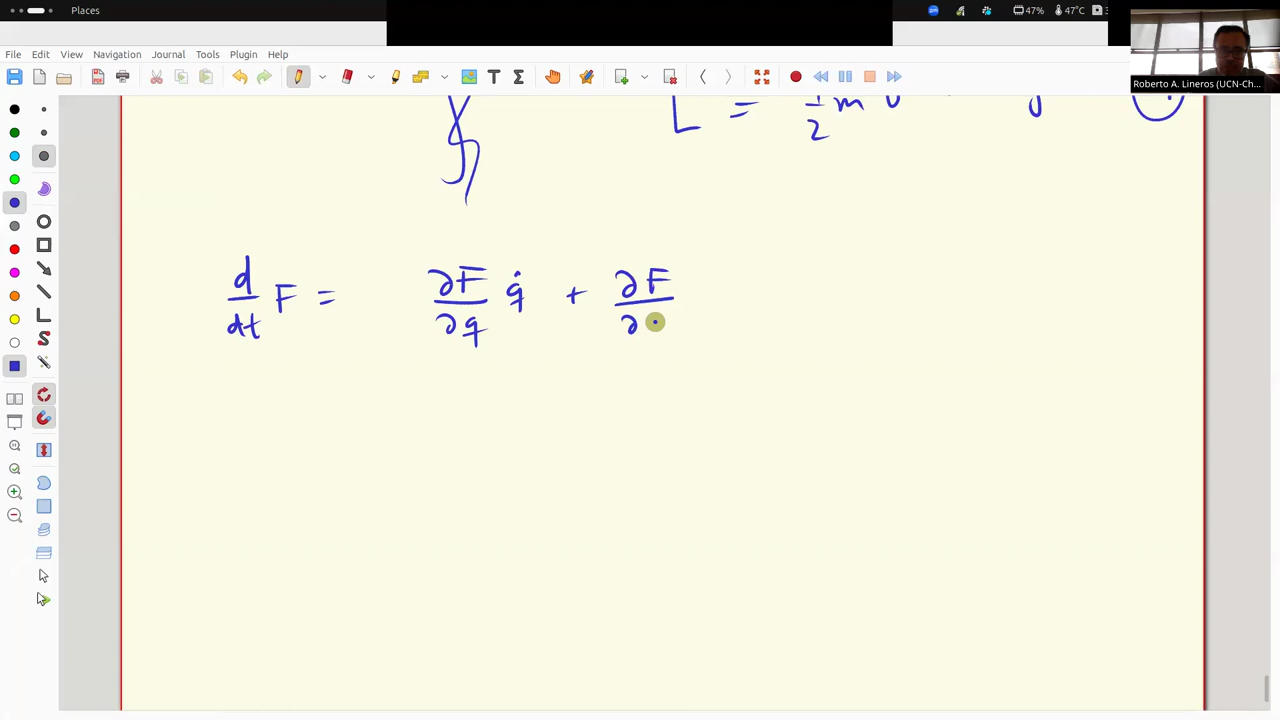 Places
47% 47°C
File Edit View Navigation Journal Tools Plugin Help
Roberto A. Lineros (UCN-Ch...
L = 1/2 m
d/dt F = ∂F/∂q q̇ + ∂F/∂